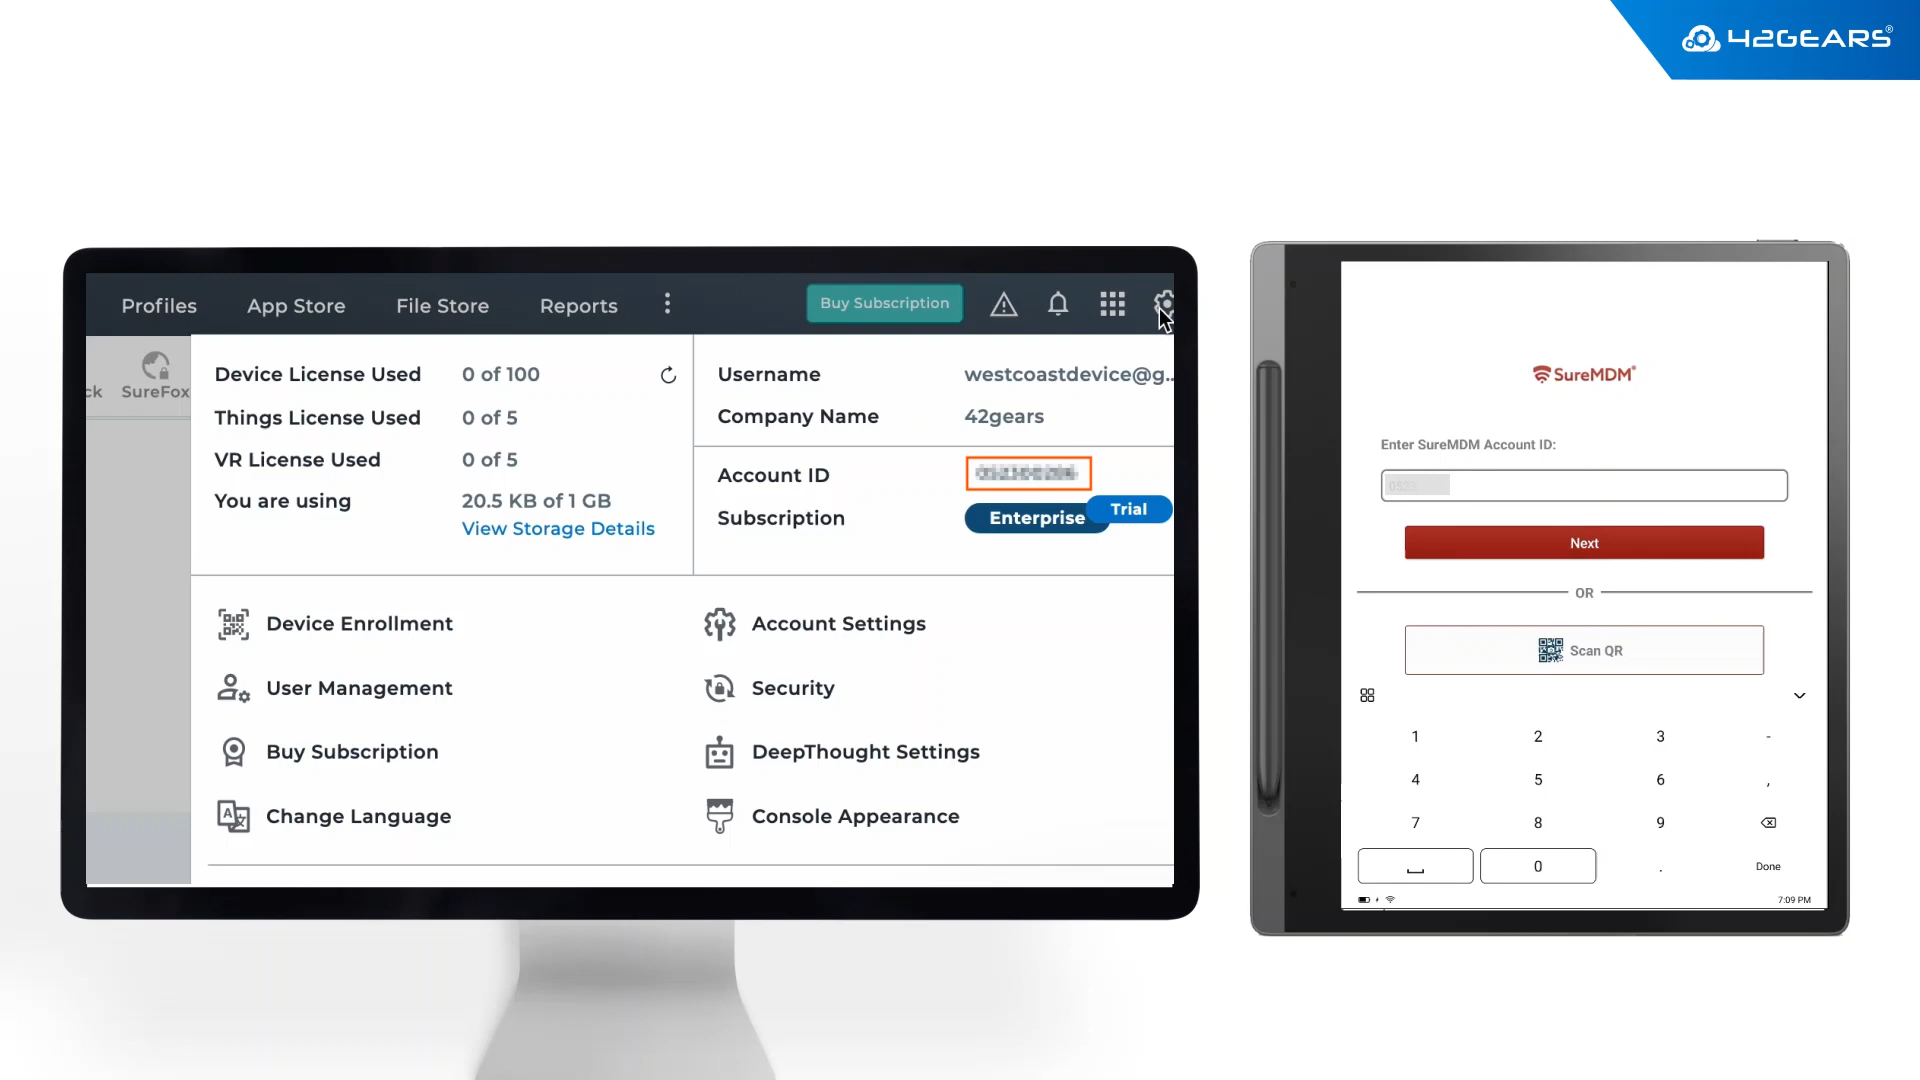 42GEARS®
Profiles App Store File Store Reports Buy Subscription
ck SureFox
Device License Used 0 of 100
Things License Used 0 of 5
VR License Used 0 of 5
You are using 20.5 KB of 1 GB
View Storage Details
Username westcoastdevice@g..
Company Name 42gears
Account ID
Subscription Enterprise Trial
Device Enrollment Account Settings
User Management Security
Buy Subscription DeepThought Settings
Change Language Console Appearance
SureMDM®
Enter SureMDM Account ID:
Next
OR
Scan QR
1 2 3 -
4 5 6 ,
7 8 9
0 . Done
7:09 PM